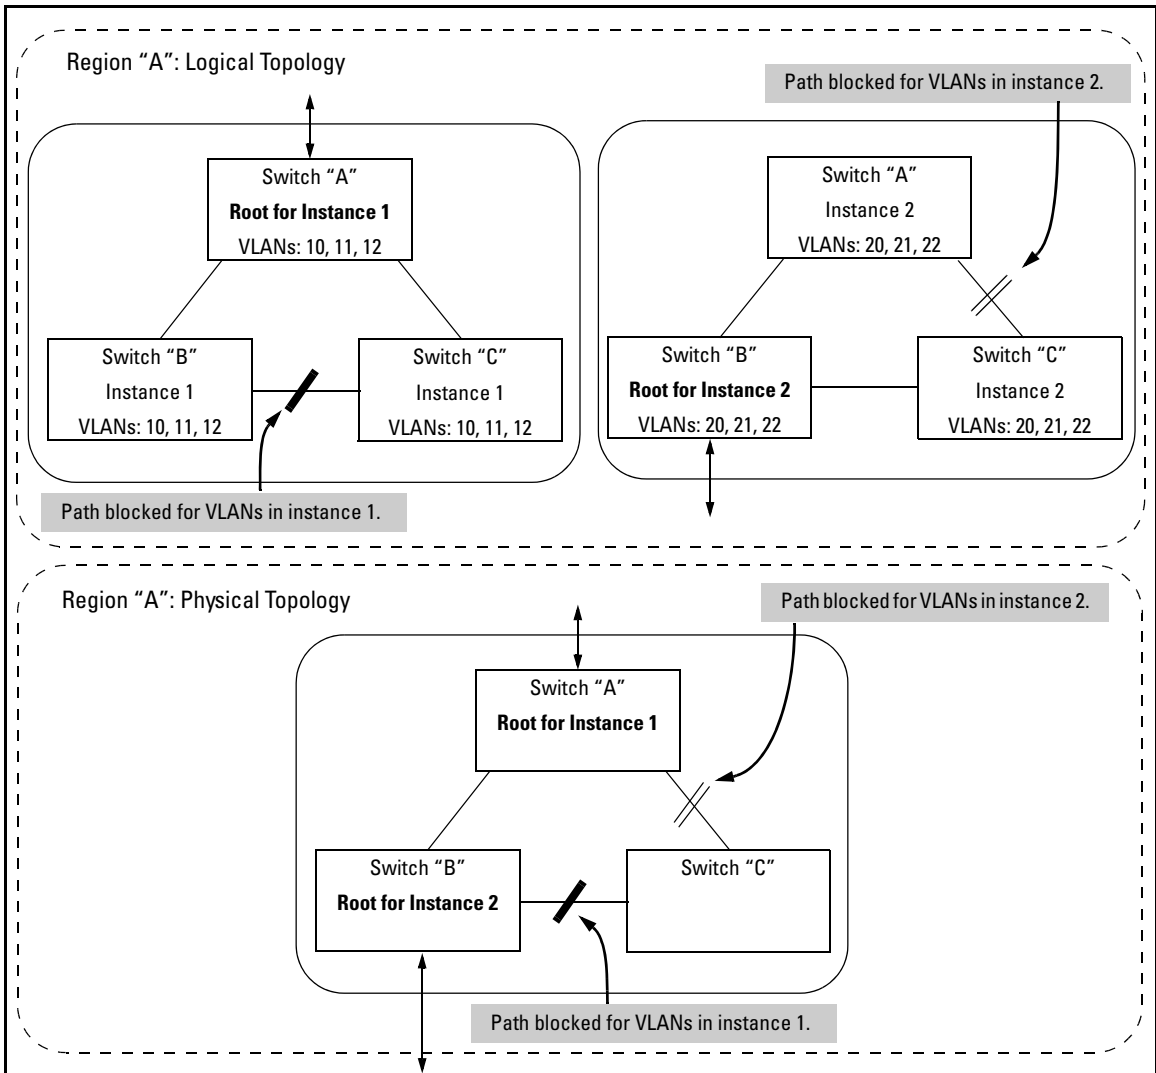 Region “A”: Logical Topology
Path blocked for VLANs in instance 2.
Switch “A”
Root for Instance 1
VLANs: 10, 11, 12
Switch “B”
Instance 1
VLANs: 10, 11, 12
Switch “C”
Instance 1
VLANs: 10, 11, 12
Path blocked for VLANs in instance 1.
Switch “A”
Instance 2
VLANs: 20, 21, 22
Switch “B”
Root for Instance 2
VLANs: 20, 21, 22
Switch “C”
Instance 2
VLANs: 20, 21, 22
Region “A”: Physical Topology
Path blocked for VLANs in instance 2.
Switch “A”
Root for Instance 1
Switch “B”
Root for Instance 2
Switch “C”
Path blocked for VLANs in instance 1.